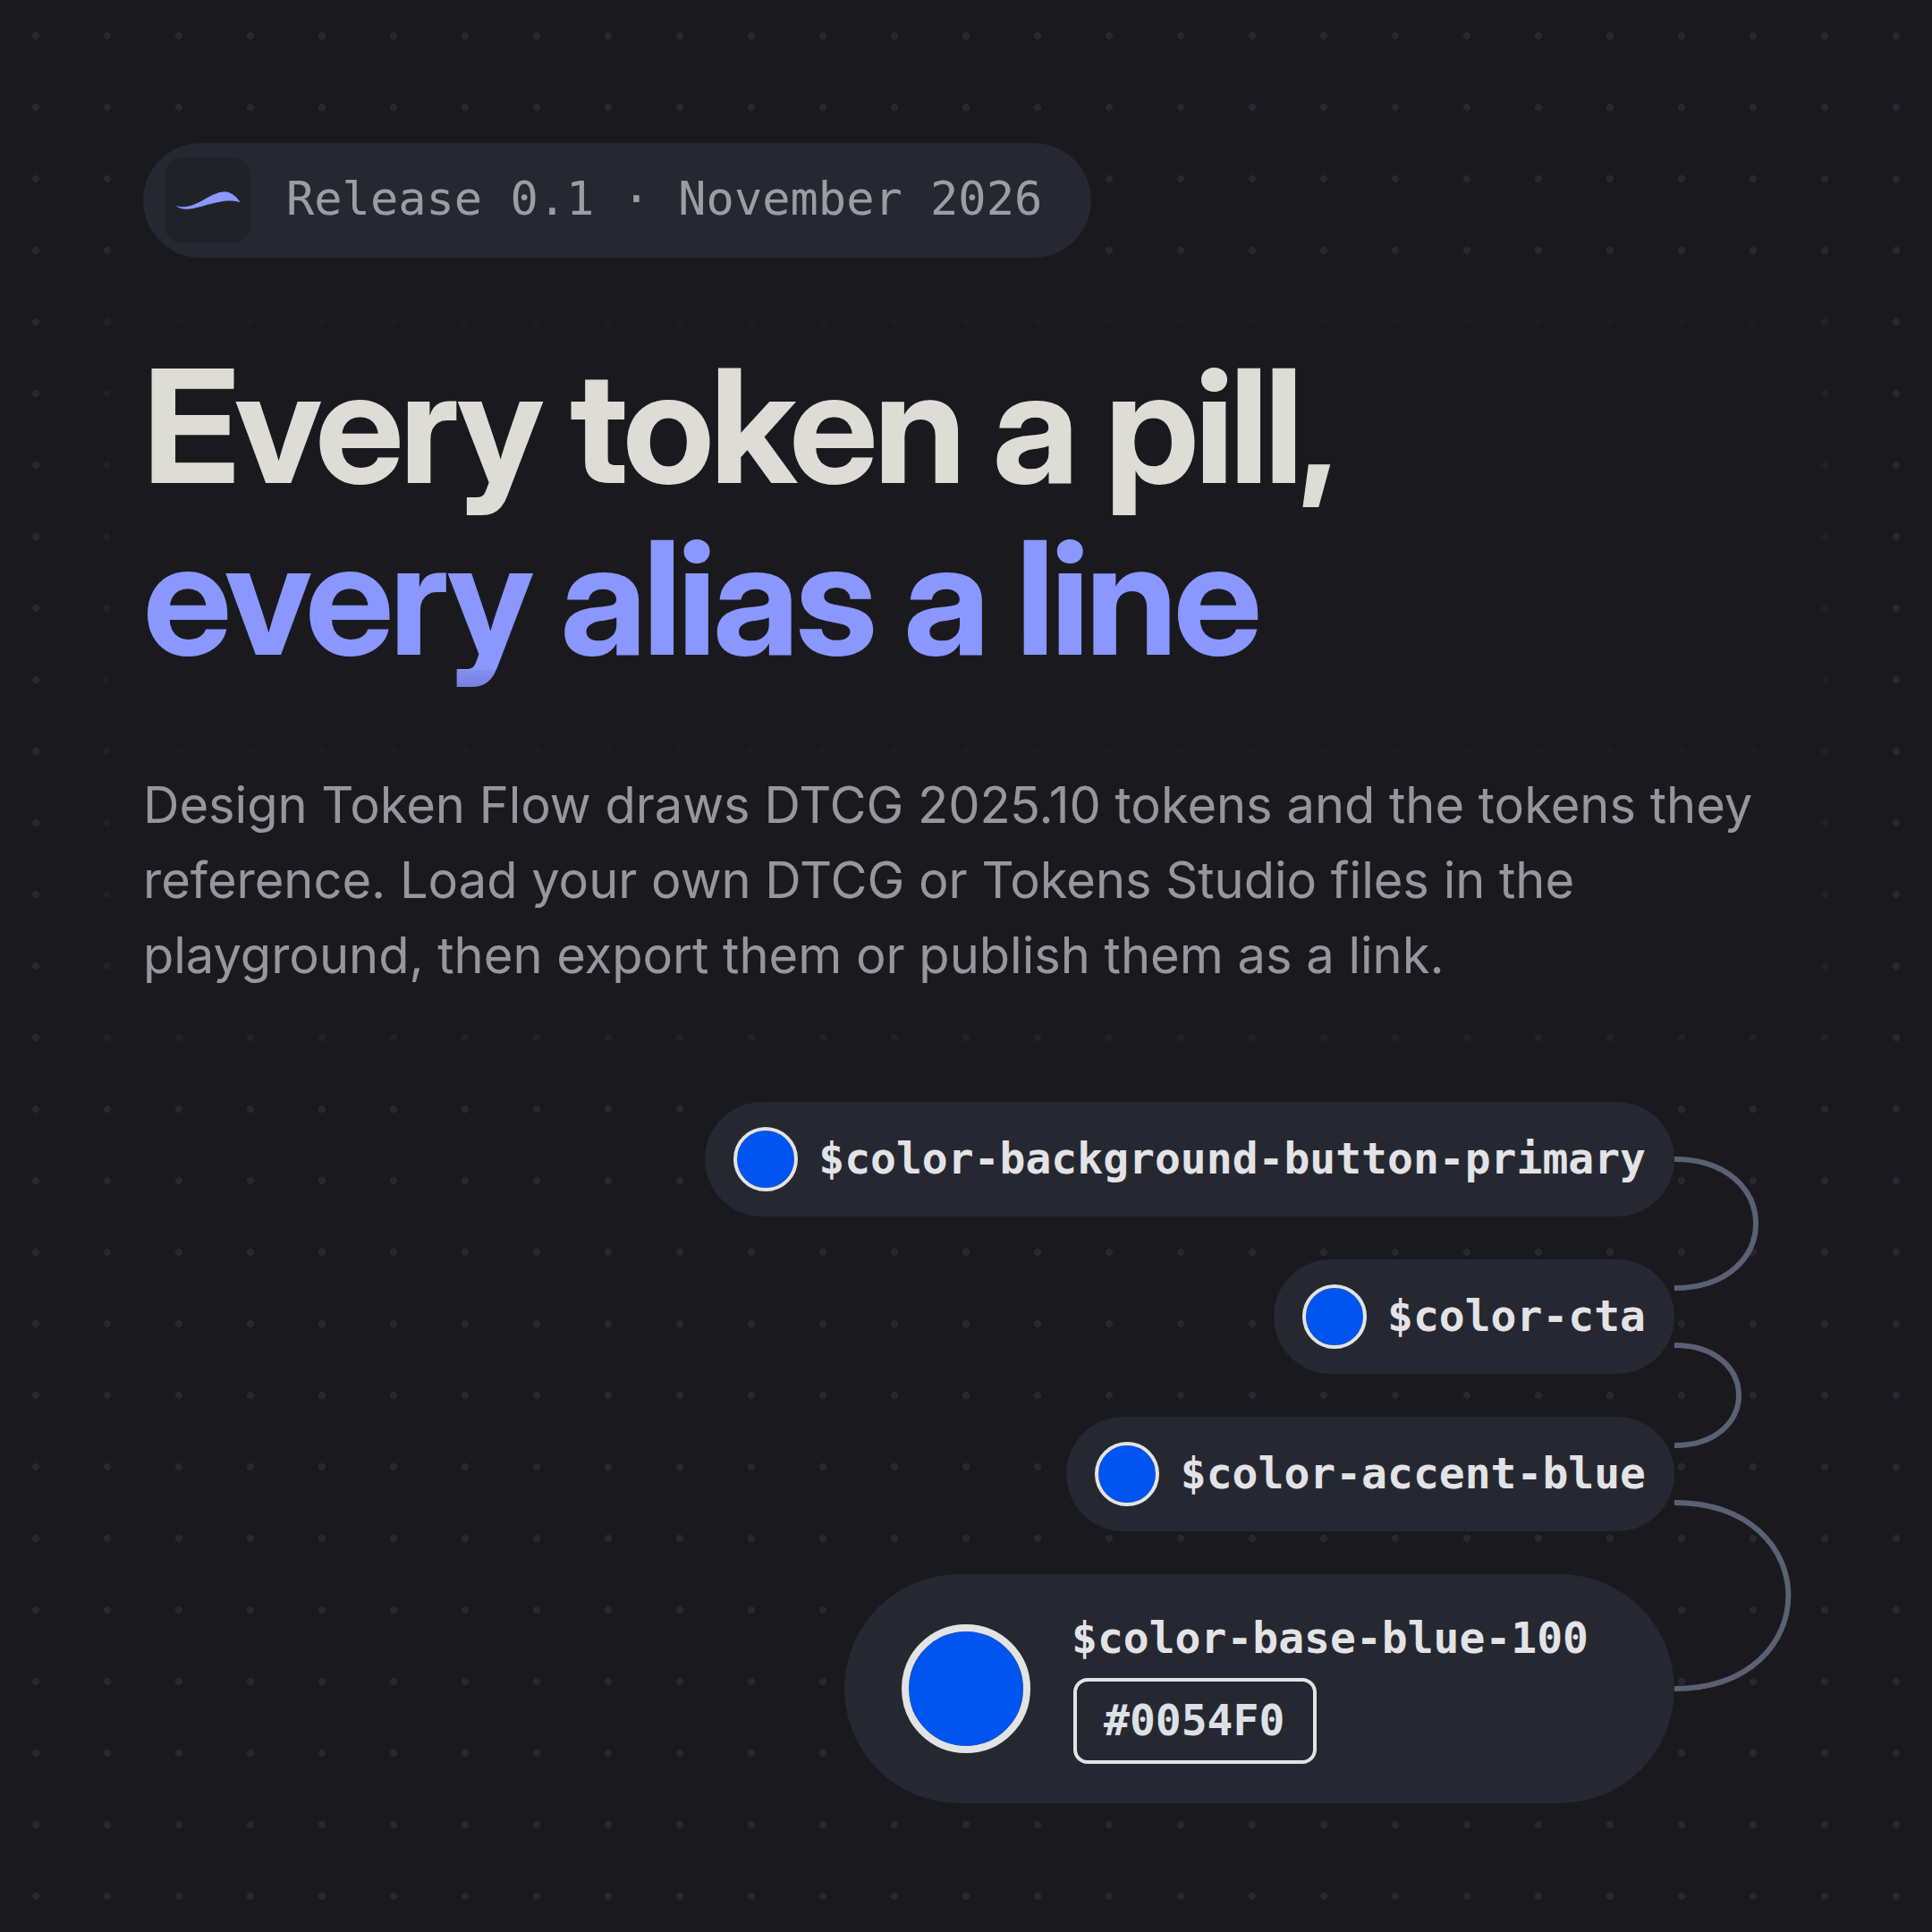 Release 0.1 · November 2026
Every token a pill,
every alias a line
Design Token Flow draws DTCG 2025.10 tokens and the tokens they
reference. Load your own DTCG or Tokens Studio files in the
playground, then export them or publish them as a link.
$color-background-button-primary
$color-cta
$color-accent-blue
$color-base-blue-100
#0054F0